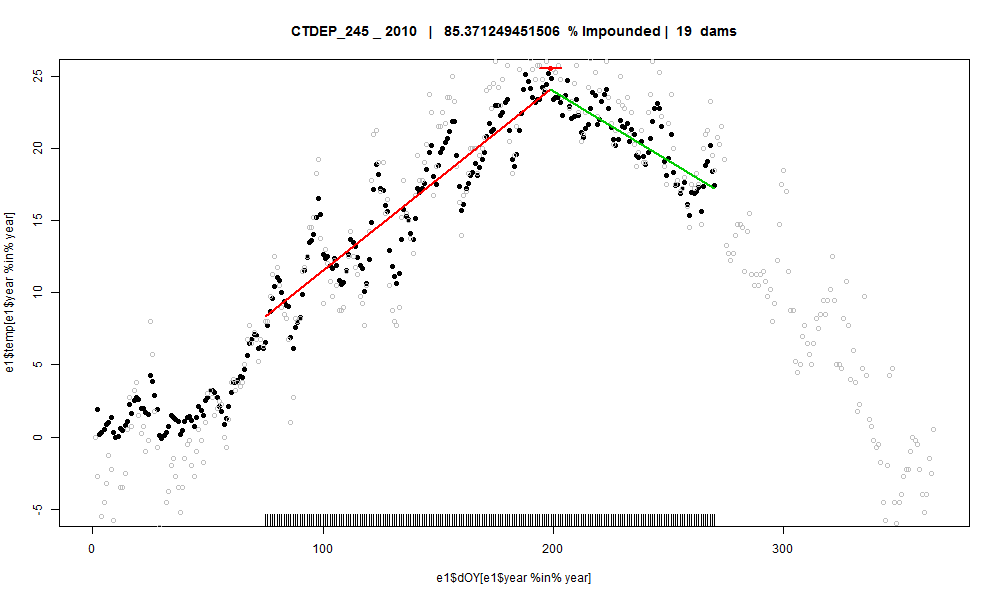 CTDEP_245 _ 2010 | 85.371249451506 % Impounded | 19 dams
e1$temp[e1$year %in% year]
25
20
15
10
5
0
-5
0 100 200 300
e1$dOY[e1$year %in% year]